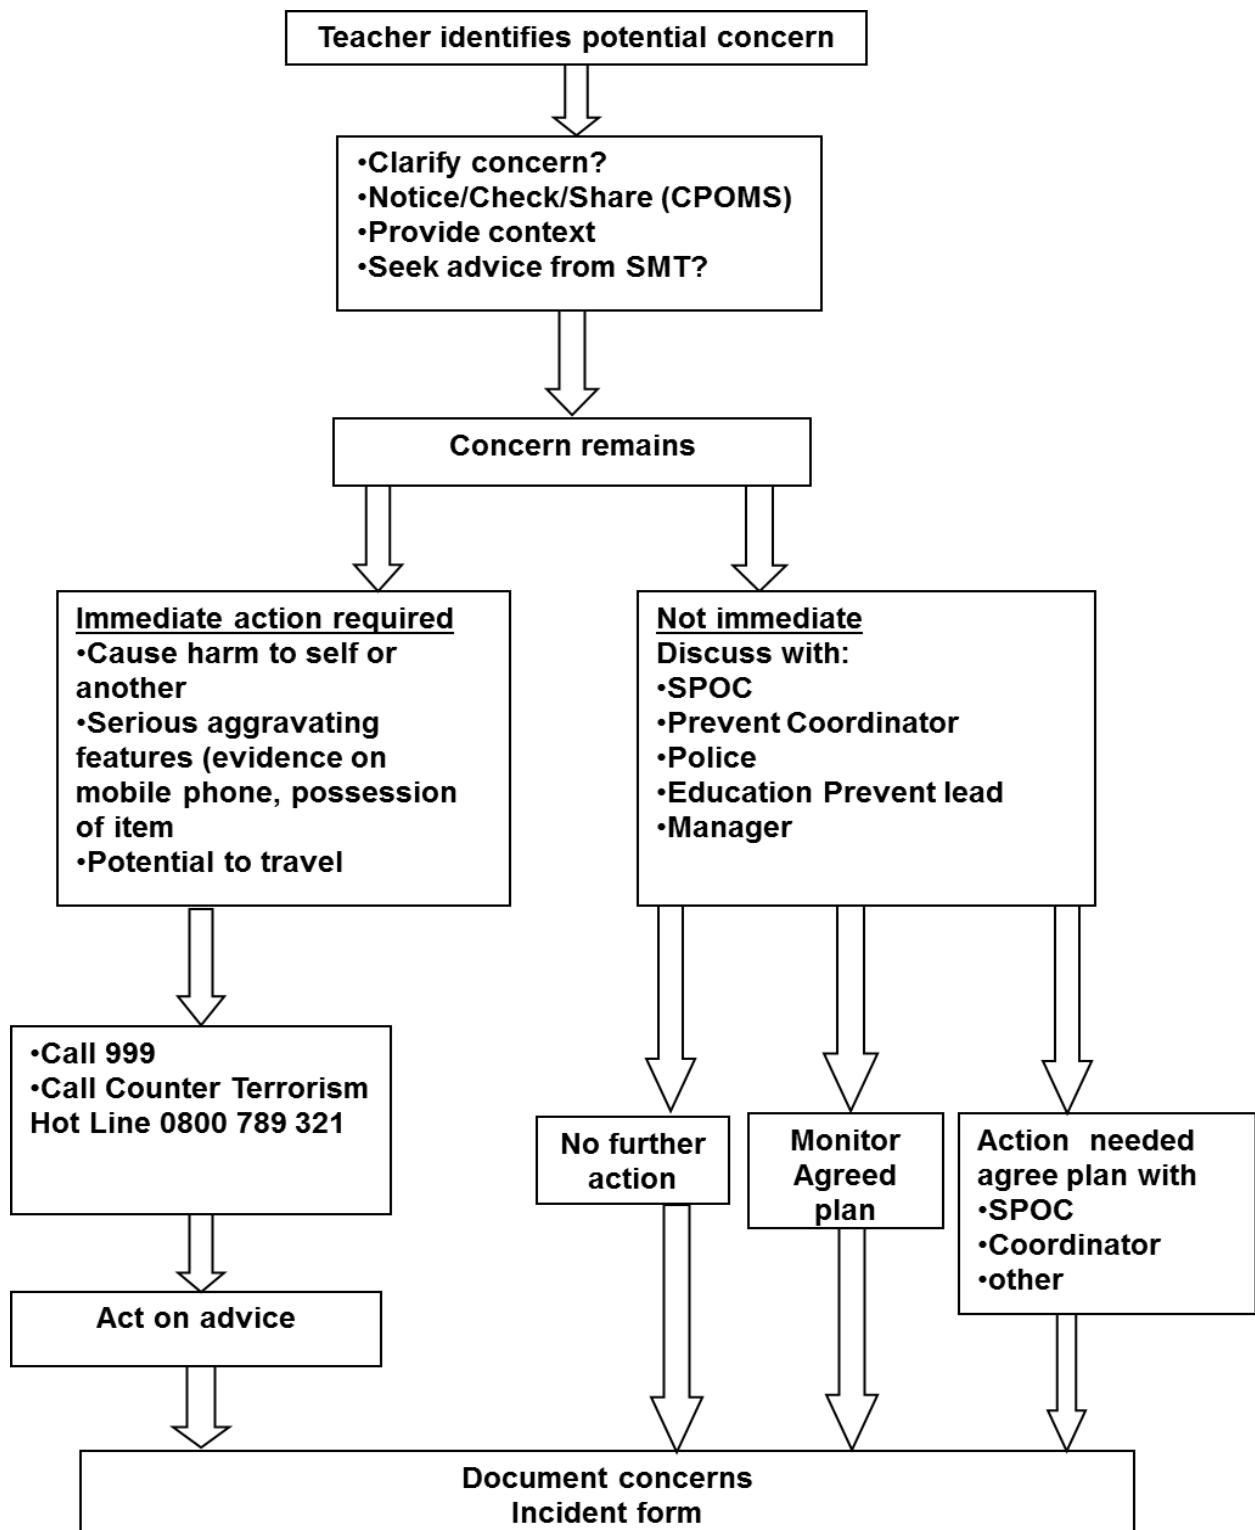 Teacher identifies potential concern
•Clarify concern?
•Notice/Check/Share (CPOMS)
•Provide context
•Seek advice from SMT?
Concern remains
Immediate action required
•Cause harm to self or
another
•Serious aggravating
features (evidence on
mobile phone, possession
of item
•Potential to travel
Not immediate
Discuss with:
•SPOC
•Prevent Coordinator
•Police
•Education Prevent lead
•Manager
•Call 999
•Call Counter Terrorism
Hot Line 0800 789 321
No further
action
Monitor
Agreed
plan
Action needed
agree plan with
•SPOC
•Coordinator
•other
Act on advice
Document concerns
Incident form